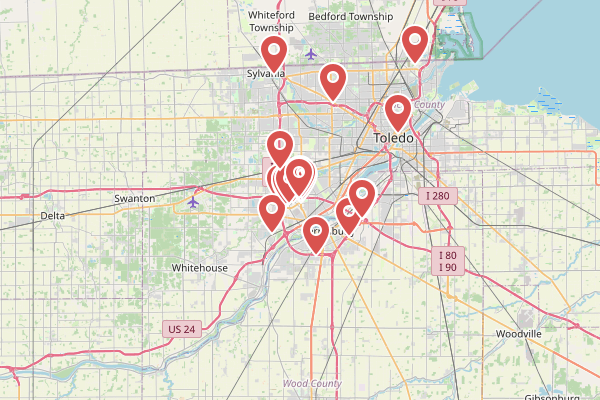 Whiteford
Township
Bedford Township
Sylvania
County
Toledo
Swanton
I 280
Delta
Whitehouse
I 80
I 90
US 24
Woodville
Wood County
Gibsonburg